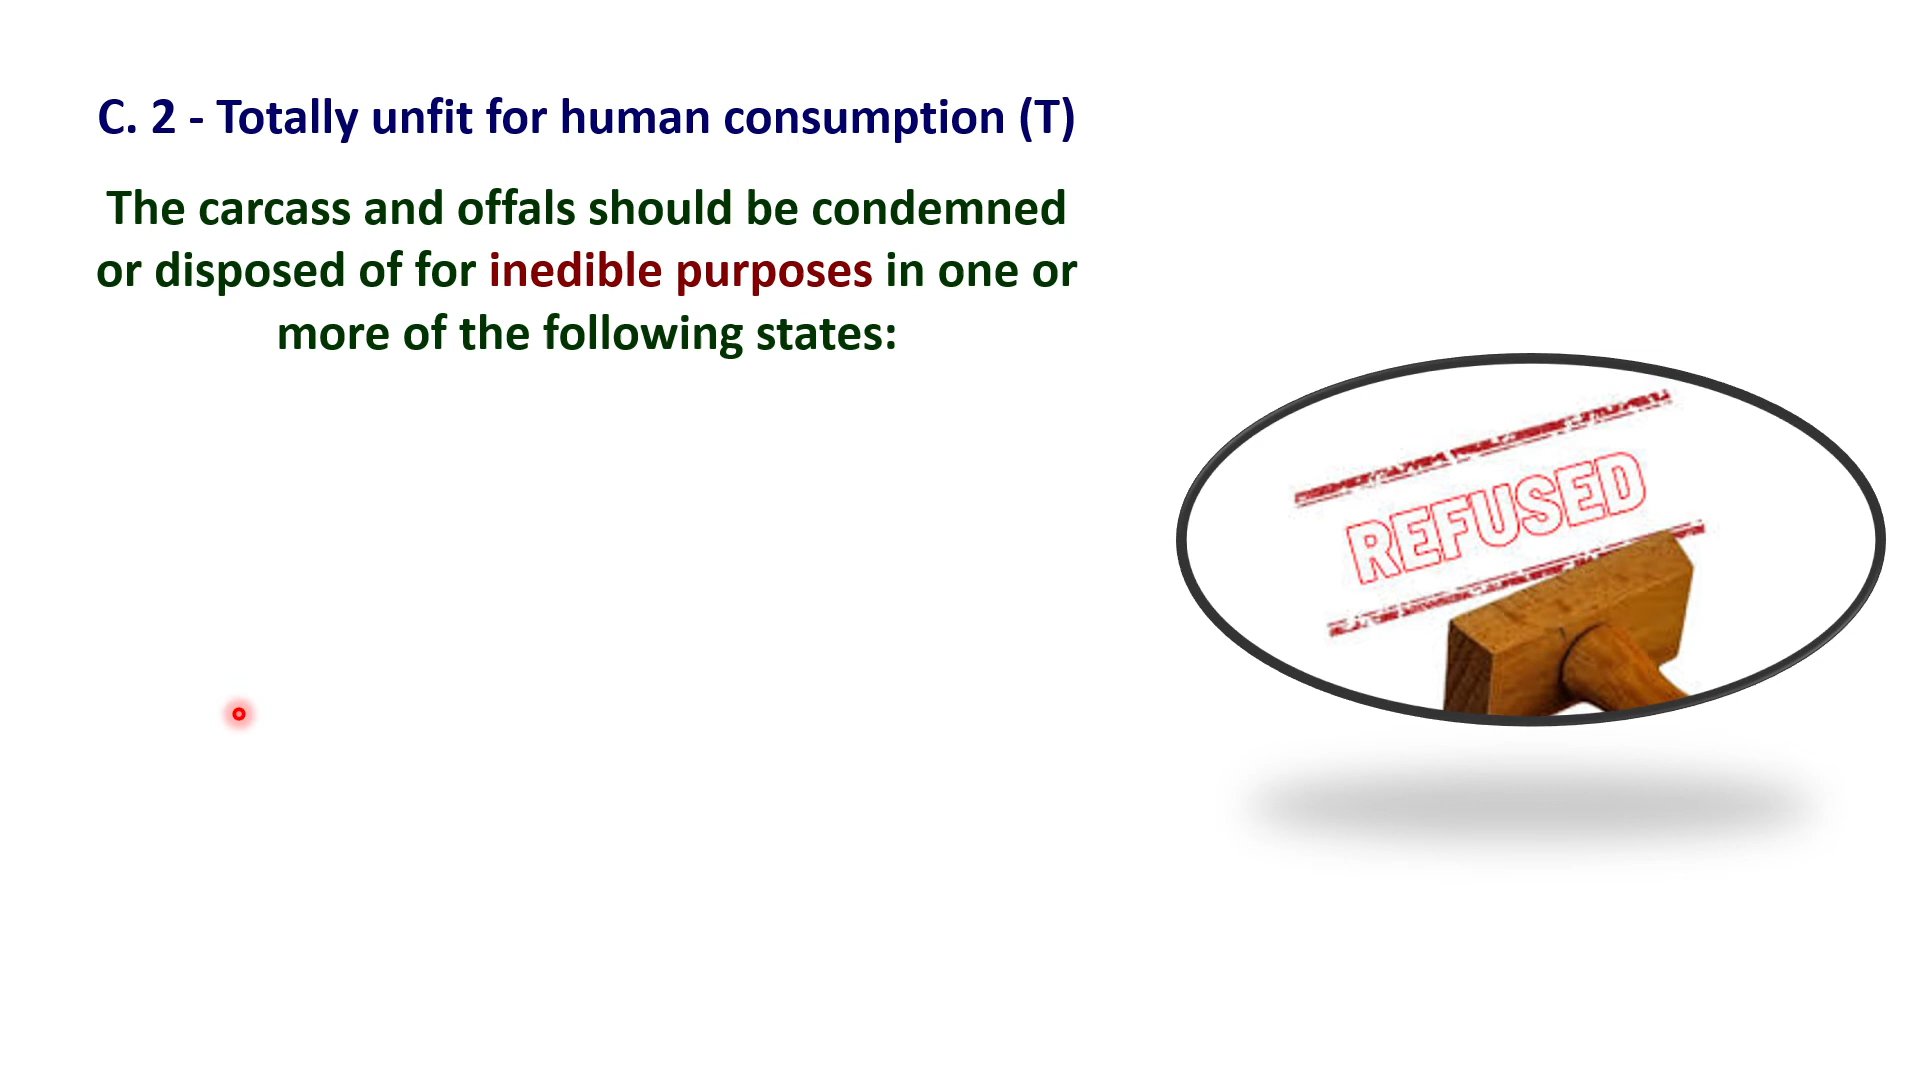 C. 2 - Totally unfit for human consumption (T)
The carcass and offals should be condemned
or disposed of for inedible purposes in one or
more of the following states:
REFUSED